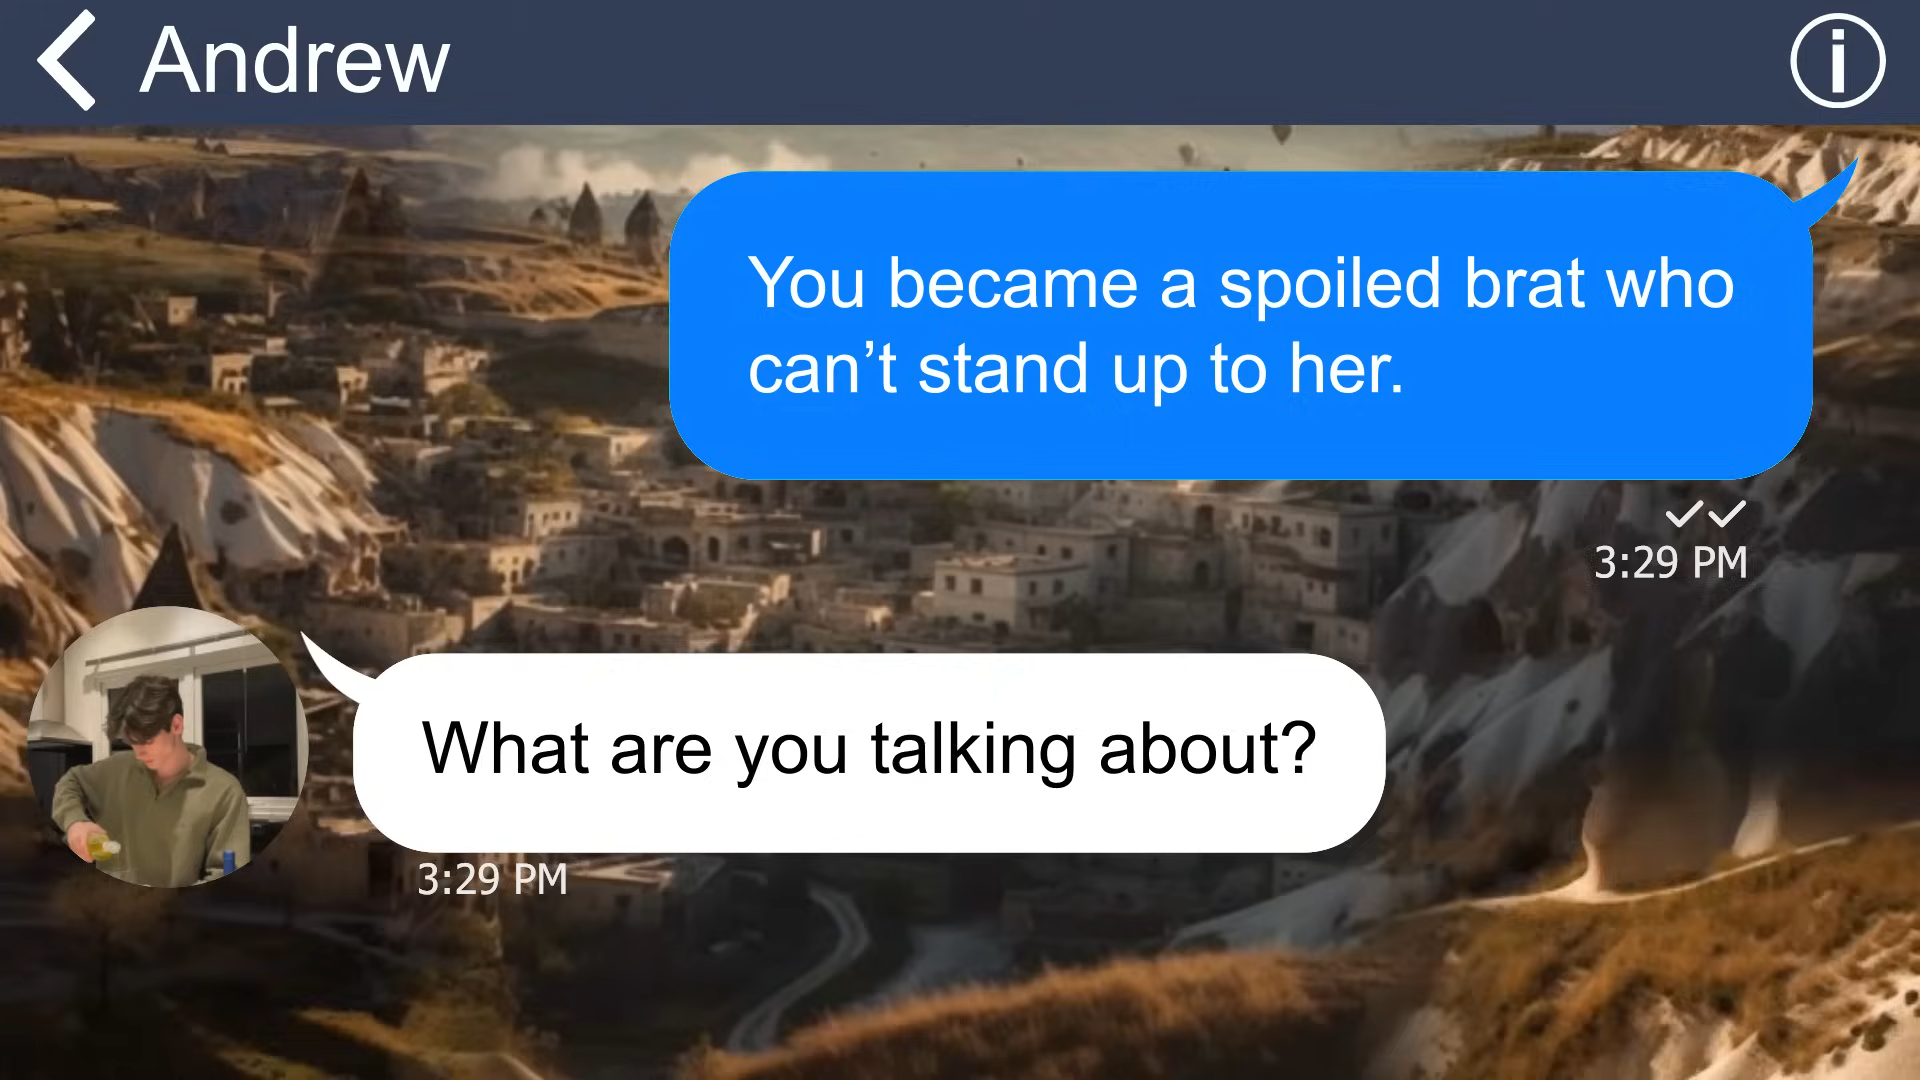 Andrew
You became a spoiled brat who
can’t stand up to her.
3:29 PM
What are you talking about?
3:29 PM